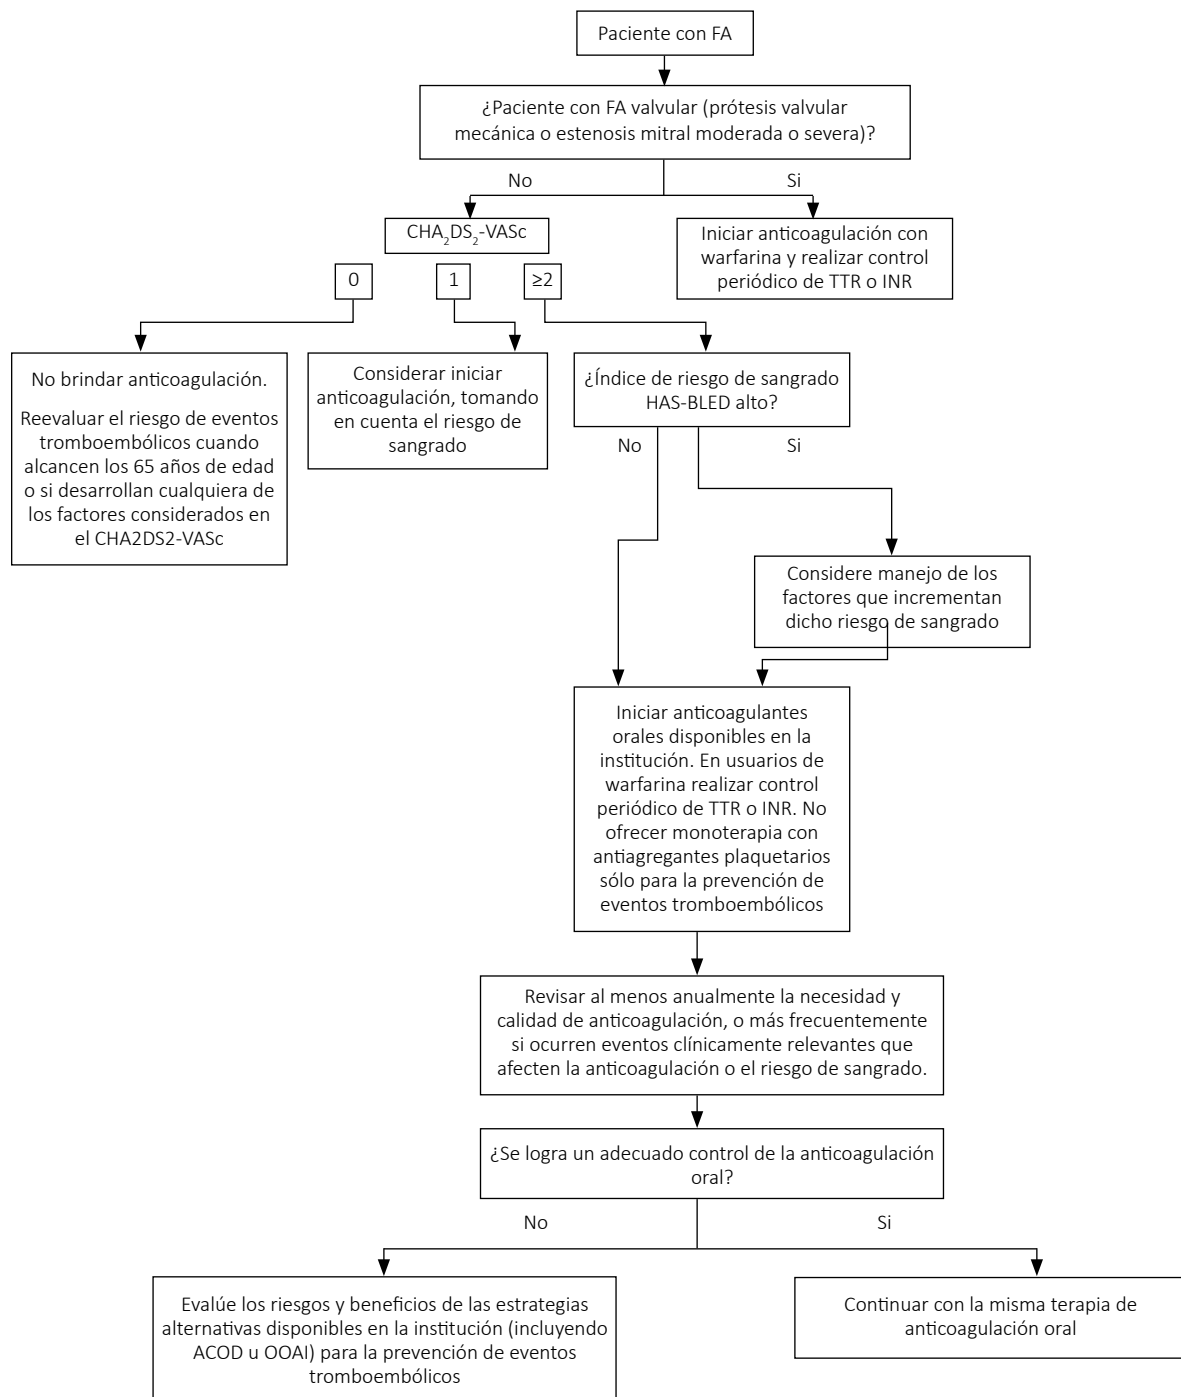 Paciente con FA
¿Paciente con FA valvular (prótesis valvular
mecánica o estenosis mitral moderada o severa)?
No
Si
CHA₂DS₂-VASc
Iniciar anticoagulación con
warfarina y realizar control
periódico de TTR o INR
0
1
≥2
No brindar anticoagulación.
Reevaluar el riesgo de eventos
tromboembólicos cuando
alcancen los 65 años de edad
o si desarrollan cualquiera de
los factores considerados en
el CHA2DS2-VASc
Considerar iniciar
anticoagulación, tomando
en cuenta el riesgo de
sangrado
¿Índice de riesgo de sangrado
HAS-BLED alto?
No
Si
Considere manejo de los
factores que incrementan
dicho riesgo de sangrado
Iniciar anticoagulantes
orales disponibles en la
institución. En usuarios de
warfarina realizar control
periódico de TTR o INR. No
ofrecer monoterapia con
antiagregantes plaquetarios
sólo para la prevención de
eventos tromboembólicos
Revisar al menos anualmente la necesidad y
calidad de anticoagulación, o más frecuentemente
si ocurren eventos clínicamente relevantes que
afecten la anticoagulación o el riesgo de sangrado.
¿Se logra un adecuado control de la anticoagulación
oral?
No
Si
Evalúe los riesgos y beneficios de las estrategias
alternativas disponibles en la institución (incluyendo
ACOD u OOAI) para la prevención de eventos
tromboembólicos
Continuar con la misma terapia de
anticoagulación oral